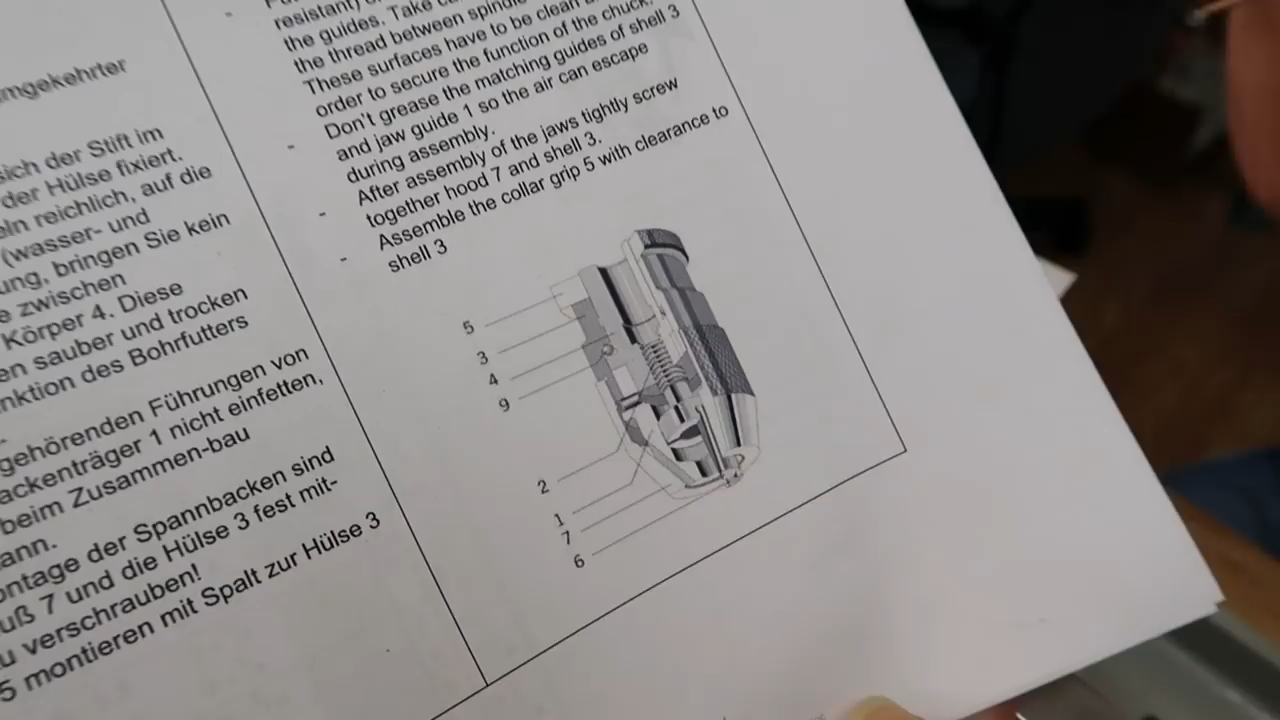 umgekehrter
sich der Stift im
der Hülse fixiert.
eln reichlich, auf die
(wasser- und
ung, bringen Sie kein
e zwischen
Körper 4. Diese
en sauber und trocken
nktion des Bohrfutters
gehörenden Führungen von
ackenträger 1 nicht einfetten,
beim Zusammen-bau
ann.
ontage der Spannbacken sind
uß 7 und die Hülse 3 fest mit-
u verschrauben!
5 montieren mit Spalt zur Hülse 3
resistant)
the guides. Take
the thread between spindle
These surfaces have to be clean
order to secure the function of the chuck.
Don't grease the matching guides of shell 3
and jaw guide 1 so the air can escape
during assembly.
- After assembly of the jaws tightly screw
together hood 7 and shell 3.
- Assemble the collar grip 5 with clearance to
shell 3
5
3
4
9
2
1
7
6